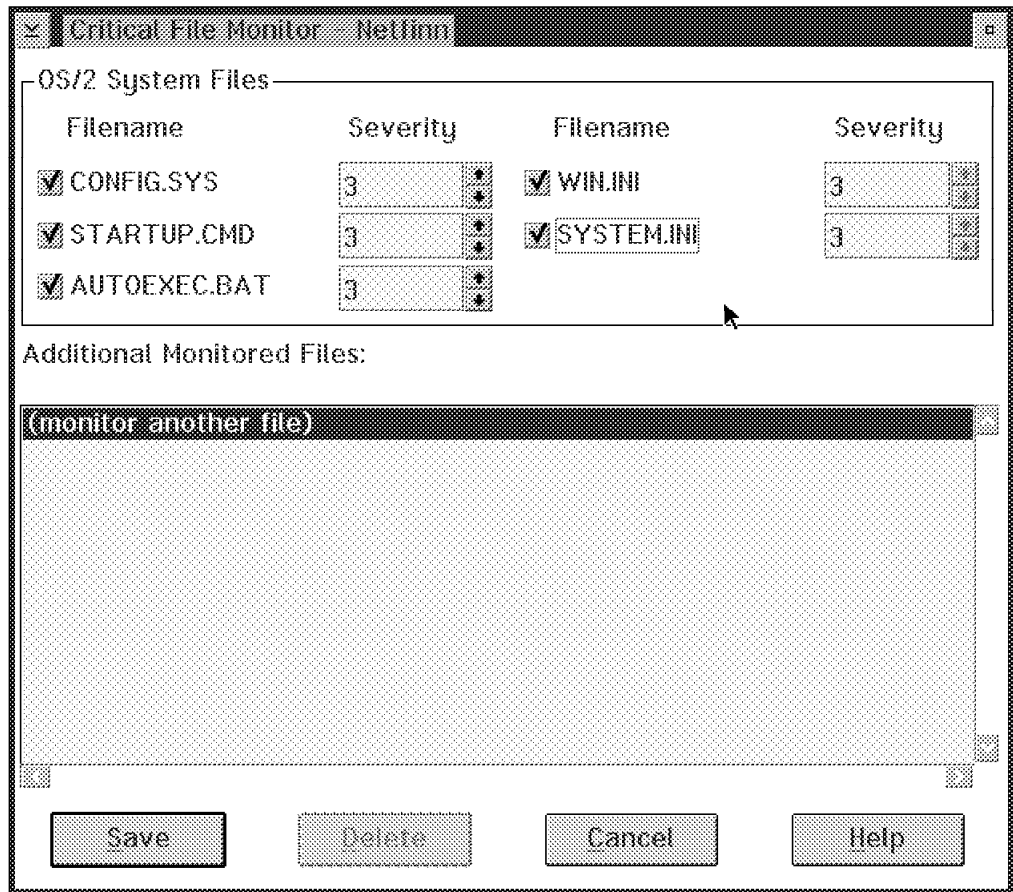 Critical File Monitor - Netfinn
OS/2 System Files
Filename Severity Filename Severity
CONFIG.SYS 3 WIN.INI 3
STARTUP.CMD 3 SYSTEM.INI 3
AUTOEXEC.BAT 3
Additional Monitored Files:
(monitor another file)
Save Delete Cancel Help